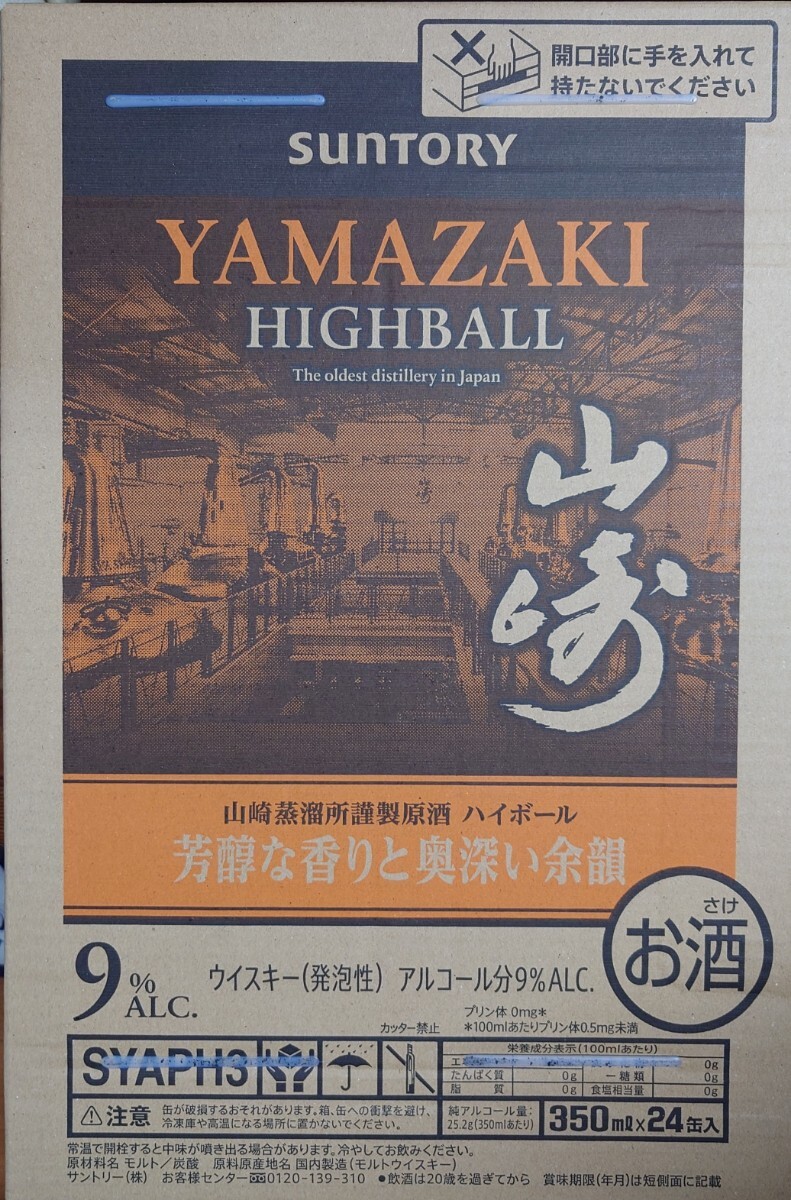 開口部に手を入れて
持たないでください
SUNTORY
YAMAZAKI
HIGHBALL
The oldest distillery in Japan
山崎
山崎蒸溜所謹製原酒 ハイボール
芳醇な香りと奥深い余韻
さけ
お酒
9%
ALC.
ウイスキー(発泡性) アルコール分9%ALC.
プリン体 0mg*
*100mlあたりプリン体0.5mg未満
カッター禁止
SYAPH3
栄養成分表示(100mlあたり)
0g
たんぱく質 0g ー糖類 0g
脂質 0g 食塩相当量 0g
⚠注意 缶が破損するおそれがあります。箱、缶への衝撃を避け、
冷凍庫や高温になる場所に置かないでください。
純アルコール量:
25.2g(350mlあたり)
350ml×24缶入
常温で開栓すると中味が噴き出る場合があります。冷やしてお飲みください。
原材料名 モルト/炭酸 原料原産地名 国内製造(モルトウイスキー)
サントリー(株) お客様センター0120-139-310 ●飲酒は20歳を過ぎてから 賞味期限(年月)は短側面に記載